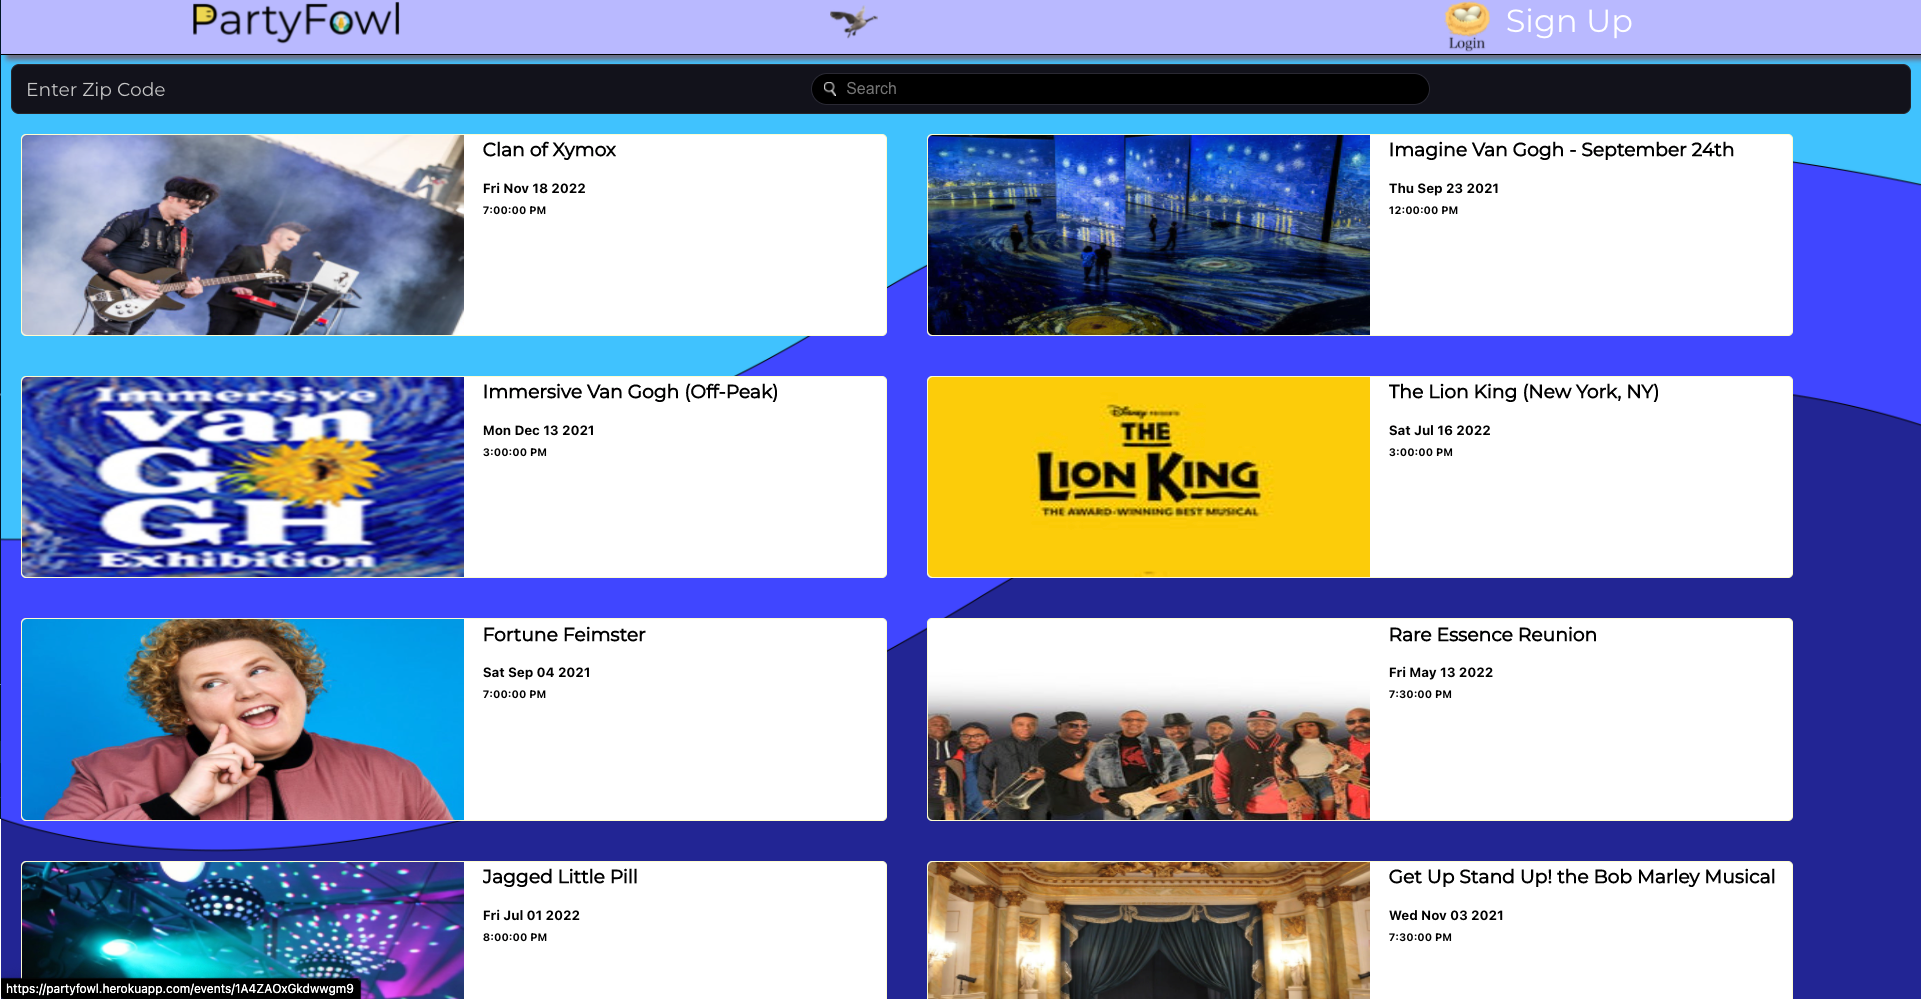 PartyFowl
Login
Sign Up
Enter Zip Code
Search
Clan of Xymox
Fri Nov 18 2022
7:00:00 PM
Imagine Van Gogh - September 24th
Thu Sep 23 2021
12:00:00 PM
Immersive
van
GO
GH
Exhibition
Immersive Van Gogh (Off-Peak)
Mon Dec 13 2021
3:00:00 PM
Disney PRESENTS
THE
LION KING
THE AWARD-WINNING BEST MUSICAL
The Lion King (New York, NY)
Sat Jul 16 2022
3:00:00 PM
Fortune Feimster
Sat Sep 04 2021
7:00:00 PM
Rare Essence Reunion
Fri May 13 2022
7:30:00 PM
Jagged Little Pill
Fri Jul 01 2022
8:00:00 PM
Get Up Stand Up! the Bob Marley Musical
Wed Nov 03 2021
7:30:00 PM
https://partyfowl.herokuapp.com/events/1A4ZAOxGkdwwgm9